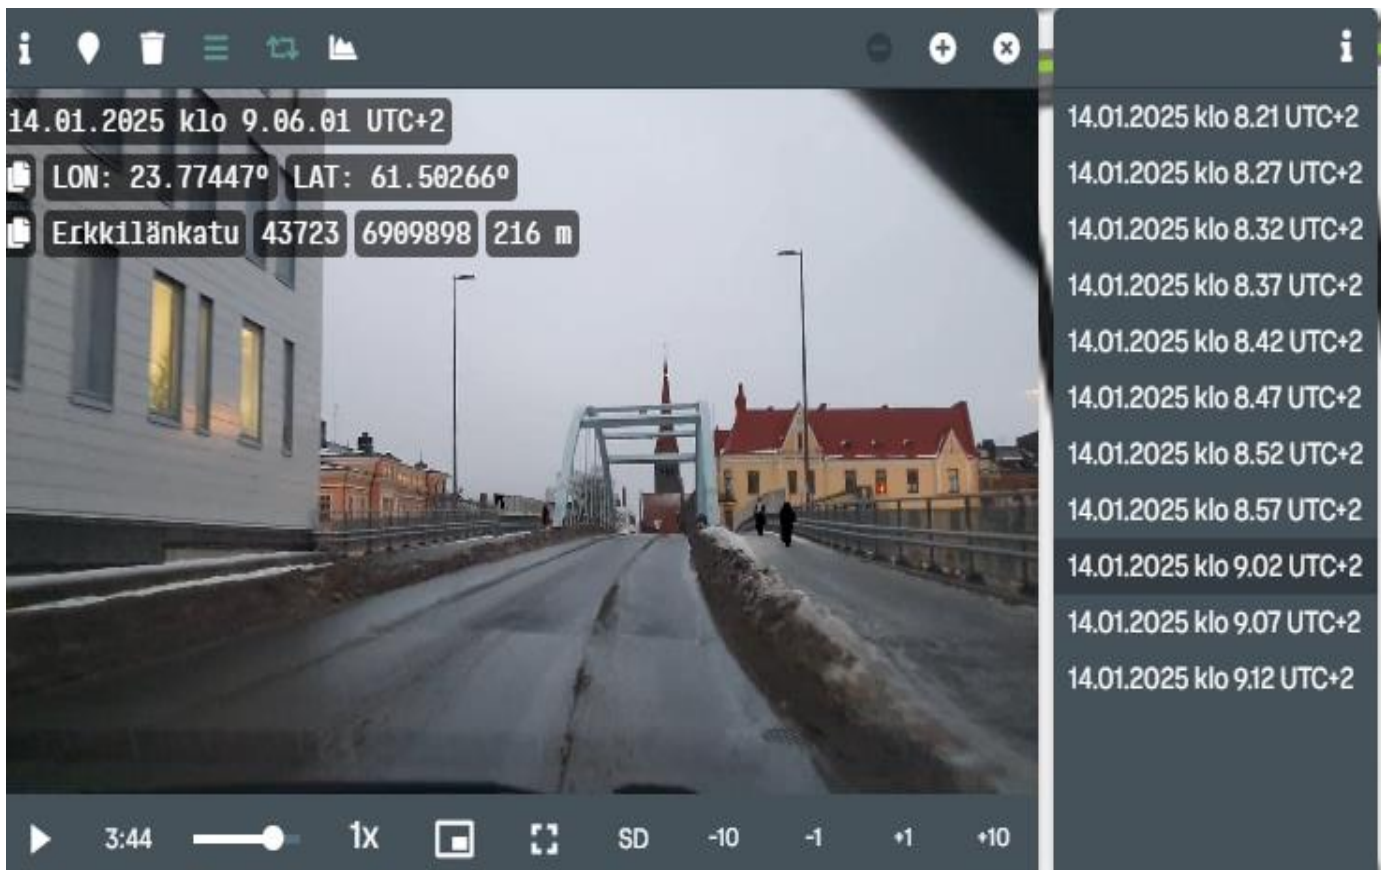 14.01.2025 klo 9.06.01 UTC+2
LON: 23.77447° LAT: 61.50266°
Erkkilänkatu 43723 6909898 216 m
3:44 1x SD -10 -1 +1 +10
14.01.2025 klo 8.21 UTC+2
14.01.2025 klo 8.27 UTC+2
14.01.2025 klo 8.32 UTC+2
14.01.2025 klo 8.37 UTC+2
14.01.2025 klo 8.42 UTC+2
14.01.2025 klo 8.47 UTC+2
14.01.2025 klo 8.52 UTC+2
14.01.2025 klo 8.57 UTC+2
14.01.2025 klo 9.02 UTC+2
14.01.2025 klo 9.07 UTC+2
14.01.2025 klo 9.12 UTC+2